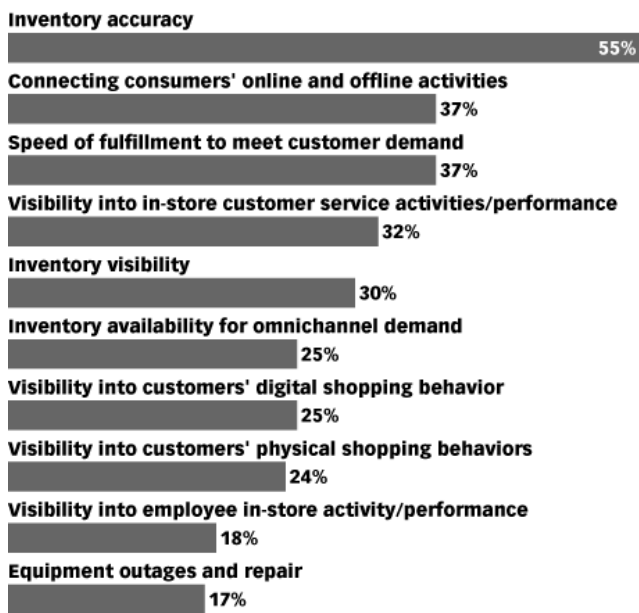 Inventory accuracy
55%
Connecting consumers' online and offline activities
37%
Speed of fulfillment to meet customer demand
37%
Visibility into in-store customer service activities/performance
32%
Inventory visibility
30%
Inventory availability for omnichannel demand
25%
Visibility into customers' digital shopping behavior
25%
Visibility into customers' physical shopping behaviors
24%
Visibility into employee in-store activity/performance
18%
Equipment outages and repair
17%